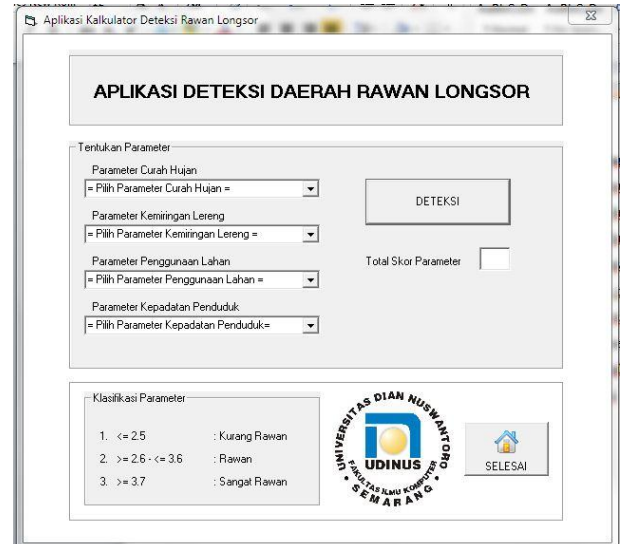 Aplikasi Kalkulator Deteksi Rawan Longsor
APLIKASI DETEKSI DAERAH RAWAN LONGSOR
Tentukan Parameter
Parameter Curah Hujan
= Pilih Parameter Curah Hujan =
Parameter Kemiringan Lereng
= Pilih Parameter Kemiringan Lereng =
Parameter Penggunaan Lahan
= Pilih Parameter Penggunaan Lahan =
Parameter Kepadatan Penduduk
= Pilih Parameter Kepadatan Penduduk=
DETEKSI
Total Skor Parameter
Klasifikasi Parameter
1. <= 2.5 : Kurang Rawan
2. >= 2.6 - <= 3.6 : Rawan
3. >= 3.7 : Sangat Rawan
UNIVERSITAS DIAN NUSWANTORO
UDINUS
FAKULTAS ILMU KOMPUTER
SEMARANG
SELESAI